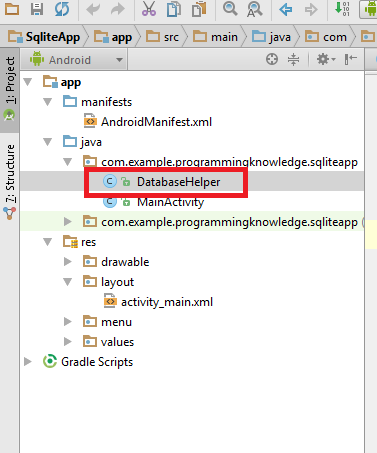 SqliteApp app src main java com
1: Project
7: Structure
Android
app
manifests
AndroidManifest.xml
java
com.example.programmingknowledge.sqliteapp
DatabaseHelper
MainActivity
com.example.programmingknowledge.sqliteapp (
res
drawable
layout
activity_main.xml
menu
values
Gradle Scripts